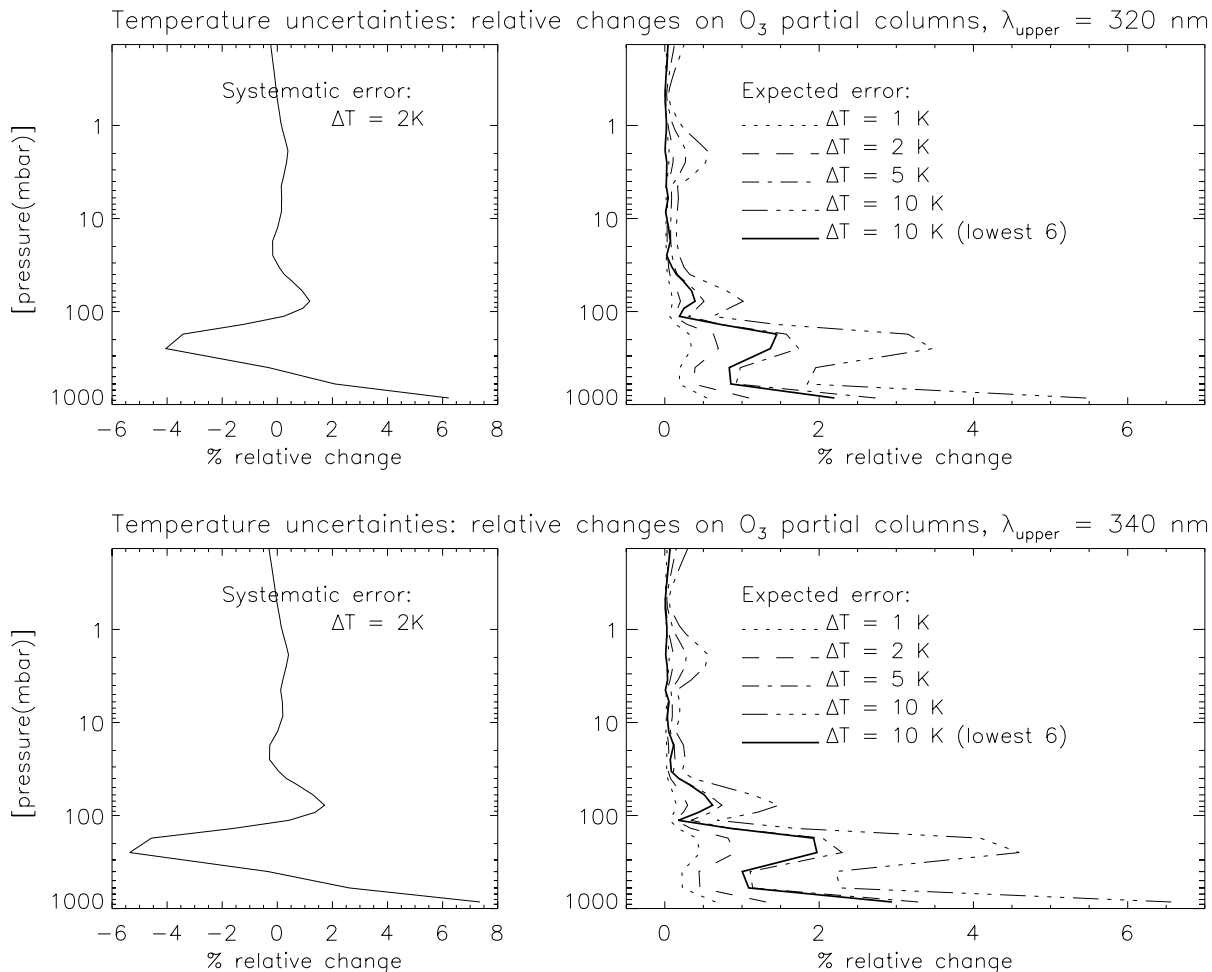 Temperature uncertainties: relative changes on O₃ partial columns, λ_upper = 320 nm
Systematic error:
ΔT = 2K
[pressure(mbar)]
1
10
100
1000
−6 −4 −2 0 2 4 6 8
% relative change
Expected error:
ΔT = 1 K
ΔT = 2 K
ΔT = 5 K
ΔT = 10 K
ΔT = 10 K (lowest 6)
1
10
100
1000
0 2 4 6
% relative change
Temperature uncertainties: relative changes on O₃ partial columns, λ_upper = 340 nm
Systematic error:
ΔT = 2K
[pressure(mbar)]
1
10
100
1000
−6 −4 −2 0 2 4 6 8
% relative change
Expected error:
ΔT = 1 K
ΔT = 2 K
ΔT = 5 K
ΔT = 10 K
ΔT = 10 K (lowest 6)
1
10
100
1000
0 2 4 6
% relative change